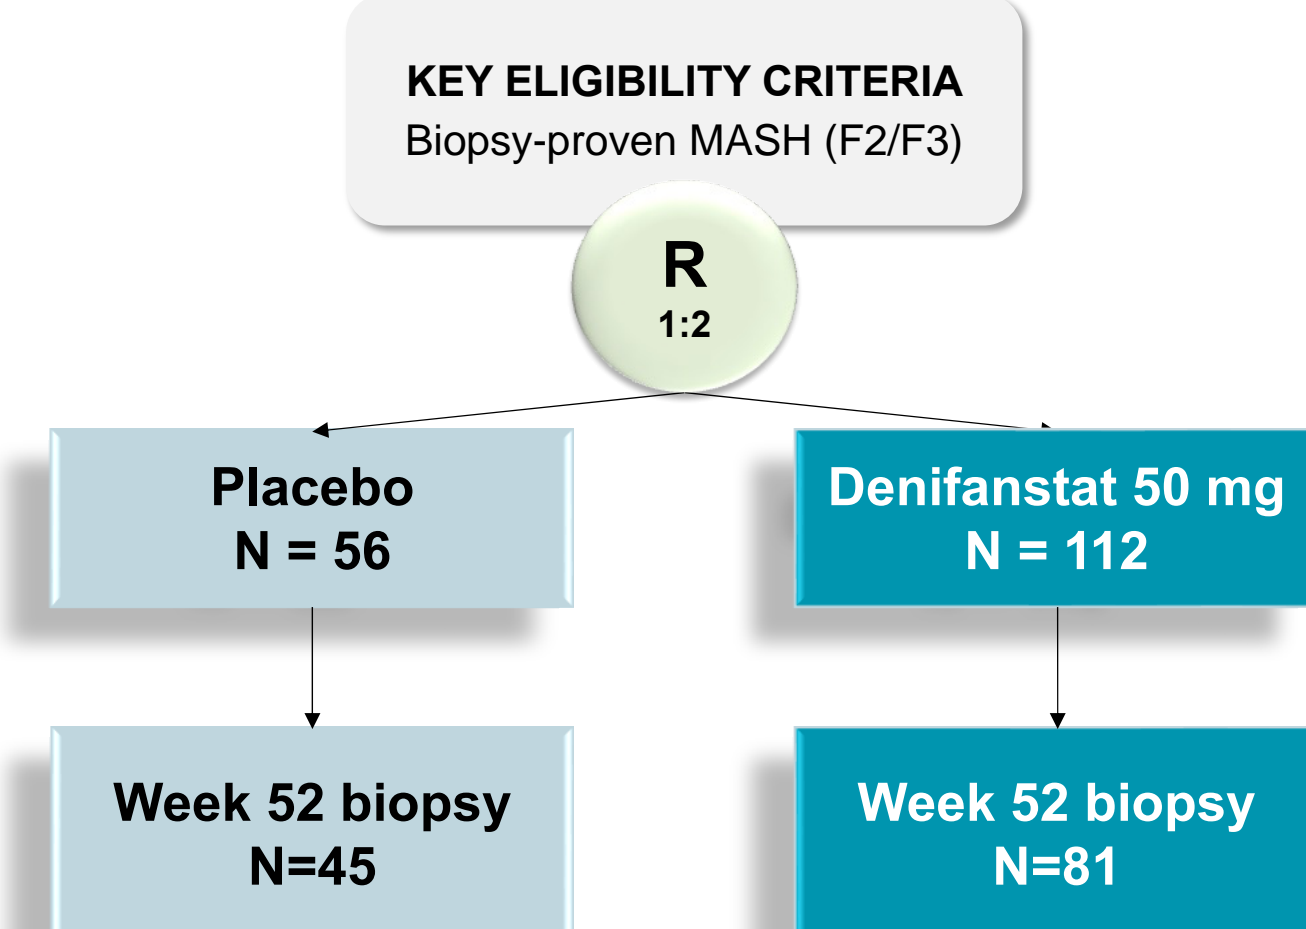 KEY ELIGIBILITY CRITERIA
Biopsy-proven MASH (F2/F3)
R
1:2
Placebo
N = 56
Denifanstat 50 mg
N = 112
Week 52 biopsy
N=45
Week 52 biopsy
N=81